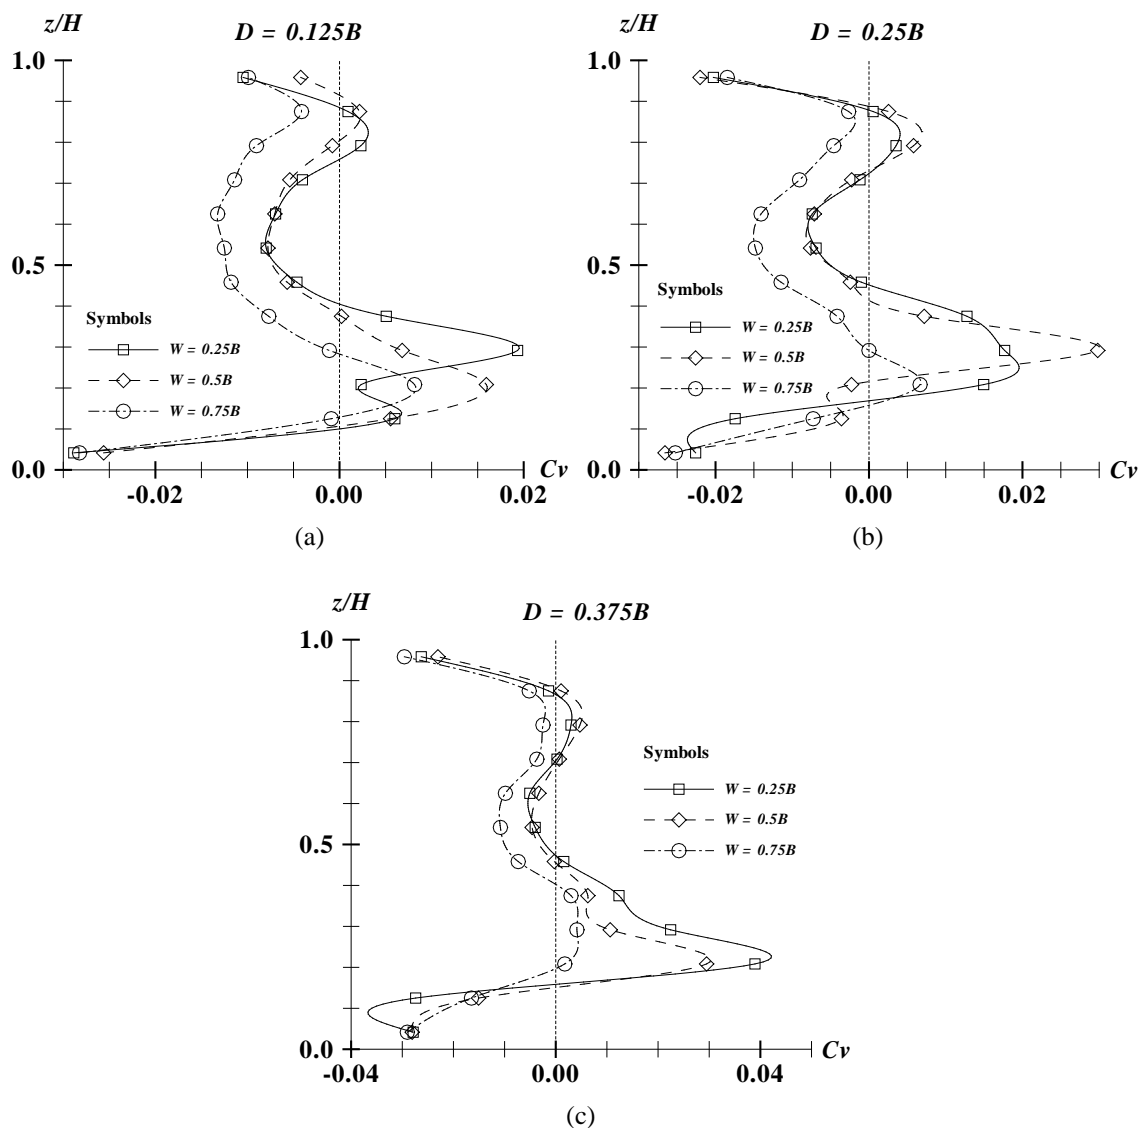 z/H
D = 0.125B
1.0
0.5
0.0
Symbols
W = 0.25B
W = 0.5B
W = 0.75B
-0.02
0.00
0.02
Cv
(a)
z/H
D = 0.25B
1.0
0.5
0.0
Symbols
W = 0.25B
W = 0.5B
W = 0.75B
-0.02
0.00
0.02
Cv
(b)
z/H
D = 0.375B
1.0
0.5
0.0
Symbols
W = 0.25B
W = 0.5B
W = 0.75B
-0.04
0.00
0.04
Cv
(c)